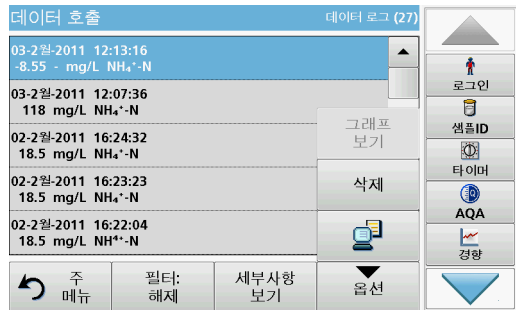 데이터 호출 데이터 로그 (27)
03-2월-2011 12:13:16
-8.55 - mg/L NH₄⁺-N
03-2월-2011 12:07:36
118 mg/L NH₄⁺-N
02-2월-2011 16:24:32
18.5 mg/L NH₄⁺-N
02-2월-2011 16:23:23
18.5 mg/L NH₄⁺-N
02-2월-2011 16:22:04
18.5 mg/L NH⁴⁺-N
그래프
보기
삭제
옵션
주
메뉴
필터:
해제
세부사항
보기
로그인
샘플ID
타이머
AQA
경향